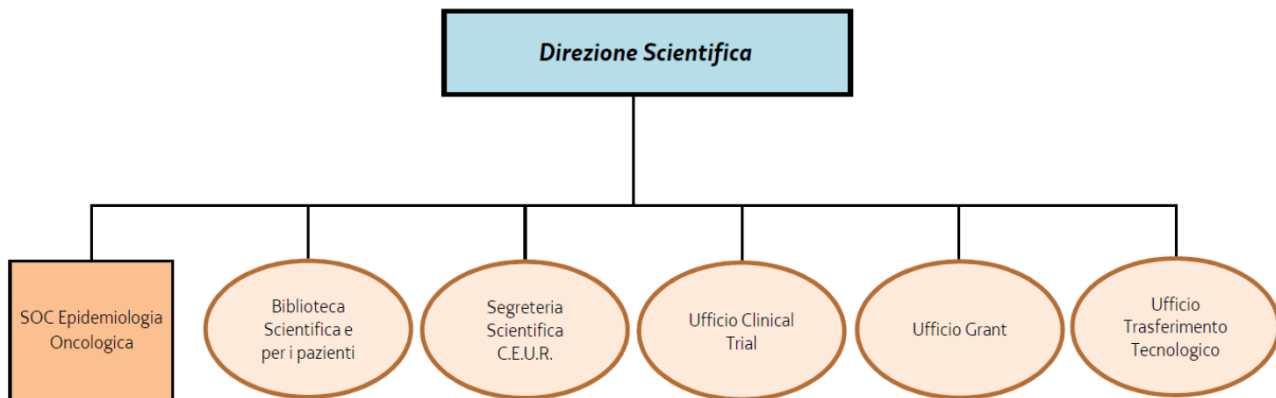 Direzione Scientifica
SOC Epidemiologia
Oncologica
Biblioteca
Scientifica e
per i pazienti
Segreteria
Scientifica
C.E.U.R.
Ufficio Clinical
Trial
Ufficio Grant
Ufficio
Trasferimento
Tecnologico